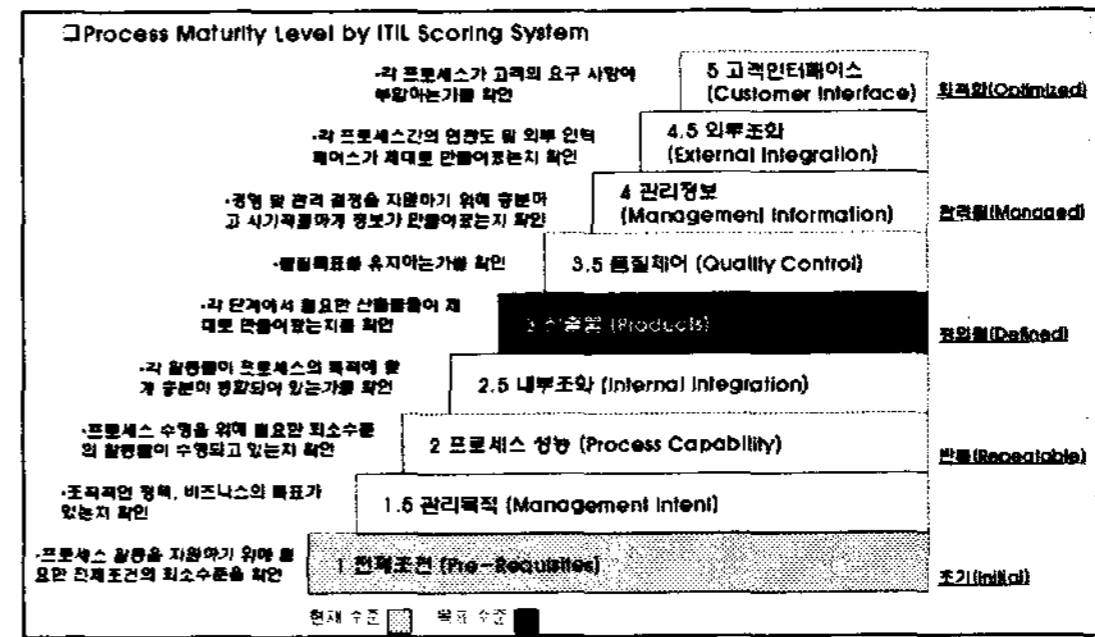 ❑Process Maturity Level by ITIL Scoring System
·각 프로세스가 고객의 요구 사항에
부합하는가를 확인
5 고객인터페이스
(Customer Interface)
최적화(Optimized)
·각 프로세스간의 연관도 및 외부 인터
페이스가 제대로 만들어졌는지 확인
4.5 외부조화
(External Integration)
·경영 및 관리 결정을 지원하기 위해 충분하
고 시기적절하게 정보가 만들어졌는지 확인
4 관리정보
(Management Information)
관리됨(Managed)
·품질목표를 유지하는가를 확인
3.5 품질제어 (Quality Control)
·각 단계에서 필요한 산출물들이 제
대로 만들어졌는지를 확인
3 산출물 (Products)
정의됨(Defined)
·각 활동들이 프로세스의 목적에 맞
게 충분히 통합되어 있는가를 확인
2.5 내부조화 (Internal Integration)
·프로세스 수행을 위해 필요한 최소수준
의 활동들이 수행되고 있는지 확인
2 프로세스 성능 (Process Capability)
반복(Repeatable)
·조직적인 정책, 비즈니스의 목표가
있는지 확인
1.5 관리목적 (Management Intent)
·프로세스 활동을 지원하기 위해 필
요한 전제조건의 최소수준을 확인
1 전제조건 (Pre-Requisites)
초기(Initial)
현재 수준 목표 수준